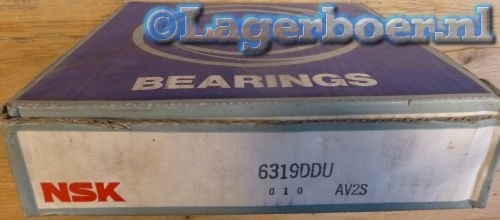 ©Lagerboer.nl
BEARINGS
NSK
6319DDU
010 AV2S